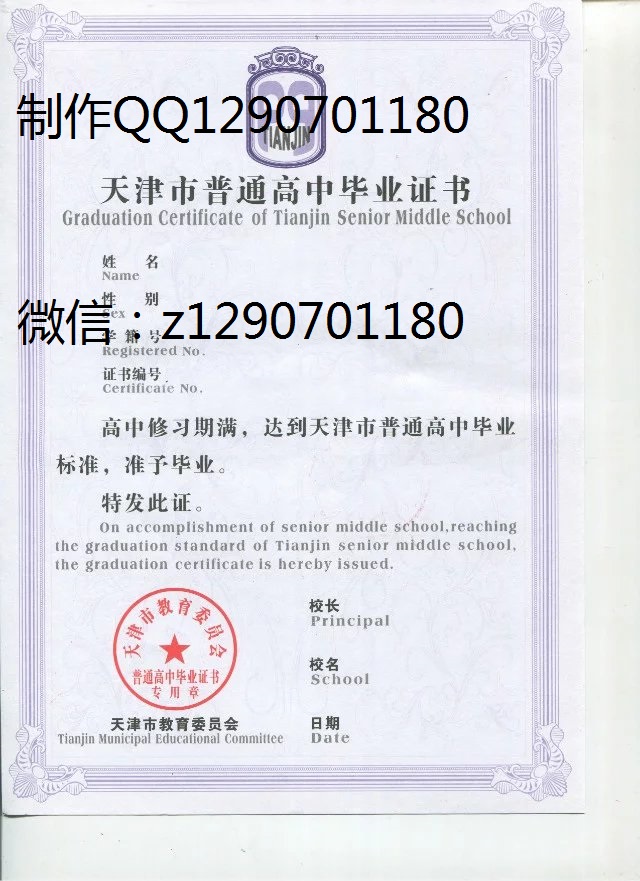 制作QQ1290701180
TIANJIN
天津市普通高中毕业证书
Graduation Certificate of Tianjin Senior Middle School
姓 名
Name
性 别
Sex
微信：z1290701180
学籍号
Registered No.
证书编号
Certificate No.
高中修习期满，达到天津市普通高中毕业
标准，准予毕业。
特发此证。
On accomplishment of senior middle school,reaching
the graduation standard of Tianjin senior middle school,
the graduation certificate is hereby issued.
天津市教育委员会
普通高中毕业证书
专用章
校长
Principal
校名
School
天津市教育委员会
Tianjin Municipal Educational Committee
日期
Date